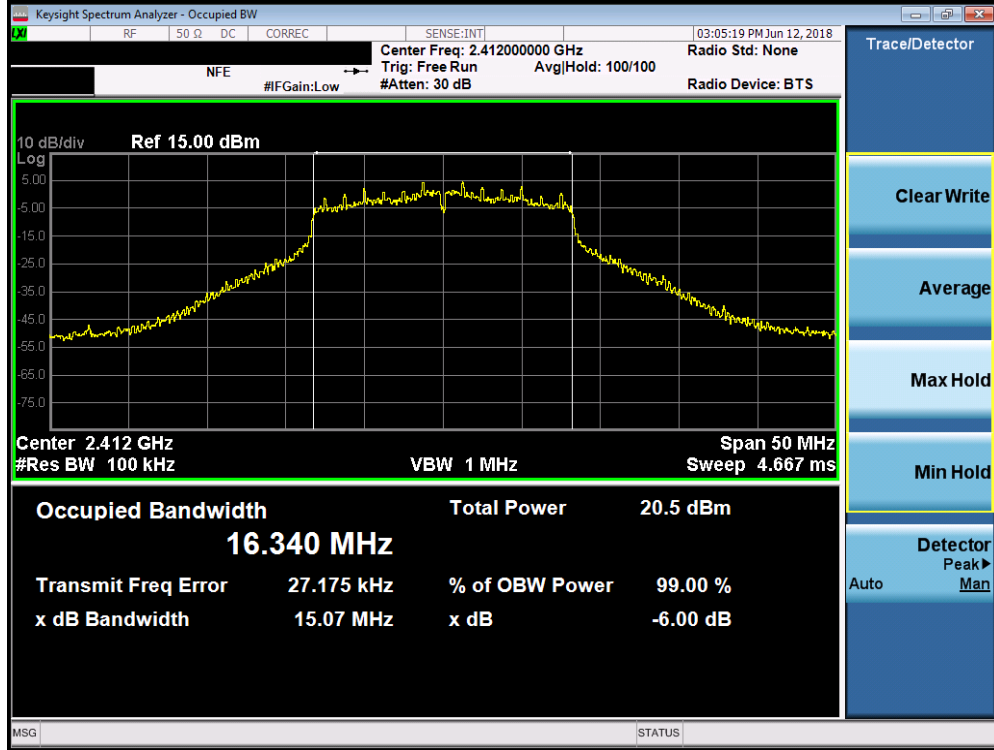 Keysight Spectrum Analyzer - Occupied BW
LXI RF 50 Ω DC CORREC SENSE:INT 03:05:19 PM Jun 12, 2018
Center Freq: 2.412000000 GHz Radio Std: None
NFE Trig: Free Run Avg|Hold: 100/100
#IFGain:Low #Atten: 30 dB Radio Device: BTS
Trace/Detector
10 dB/div Ref 15.00 dBm
Log
5.00
-5.00
-15.0
-25.0
-35.0
-45.0
-55.0
-65.0
-75.0
Center 2.412 GHz Span 50 MHz
#Res BW 100 kHz VBW 1 MHz Sweep 4.667 ms
Occupied Bandwidth Total Power 20.5 dBm
16.340 MHz
Transmit Freq Error 27.175 kHz % of OBW Power 99.00 %
x dB Bandwidth 15.07 MHz x dB -6.00 dB
Clear Write
Average
Max Hold
Min Hold
Detector
Peak▶
Auto Man
MSG STATUS